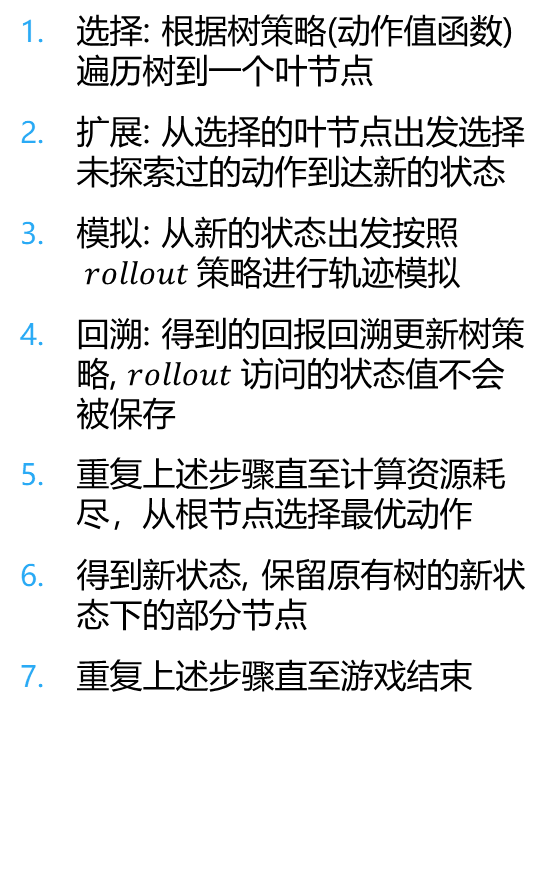 1. 选择: 根据树策略(动作值函数)
遍历树到一个叶节点
2. 扩展: 从选择的叶节点出发选择
未探索过的动作到达新的状态
3. 模拟: 从新的状态出发按照
rollout 策略进行轨迹模拟
4. 回溯: 得到的回报回溯更新树策
略, rollout 访问的状态值不会
被保存
5. 重复上述步骤直至计算资源耗
尽，从根节点选择最优动作
6. 得到新状态, 保留原有树的新状
态下的部分节点
7. 重复上述步骤直至游戏结束